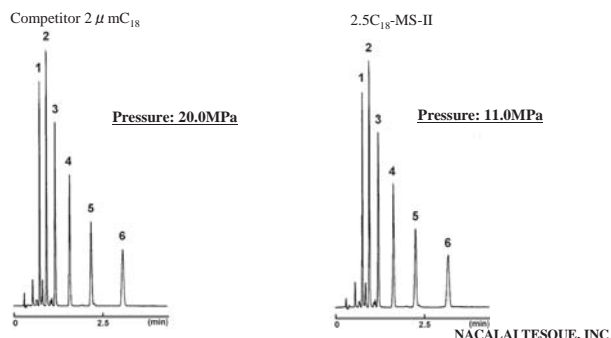 Competitor 2 μ mC18
2.5C18-MS-II
1
2
3
4
5
6
Pressure: 20.0MPa
1
2
3
4
5
6
Pressure: 11.0MPa
0
2.5
(min)
0
2.5
(min)
NACALAI TESQUE, INC